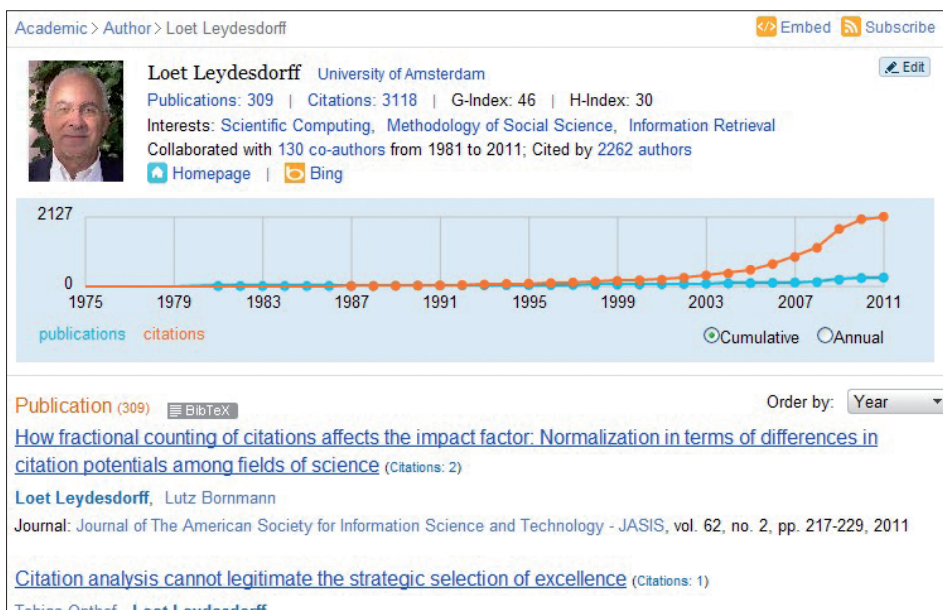 Academic > Author > Loet Leydesdorff
Embed Subscribe
Loet Leydesdorff University of Amsterdam
Edit
Publications: 309 | Citations: 3118 | G-Index: 46 | H-Index: 30
Interests: Scientific Computing, Methodology of Social Science, Information Retrieval
Collaborated with 130 co-authors from 1981 to 2011; Cited by 2262 authors
Homepage | Bing
2127
0
1975 1979 1983 1987 1991 1995 1999 2003 2007 2011
publications citations
Cumulative Annual
Publication (309) BibTeX
Order by: Year
How fractional counting of citations affects the impact factor: Normalization in terms of differences in
citation potentials among fields of science (Citations: 2)
Loet Leydesdorff, Lutz Bornmann
Journal: Journal of The American Society for Information Science and Technology - JASIS, vol. 62, no. 2, pp. 217-229, 2011
Citation analysis cannot legitimate the strategic selection of excellence (Citations: 1)
Loet Leydesdorff